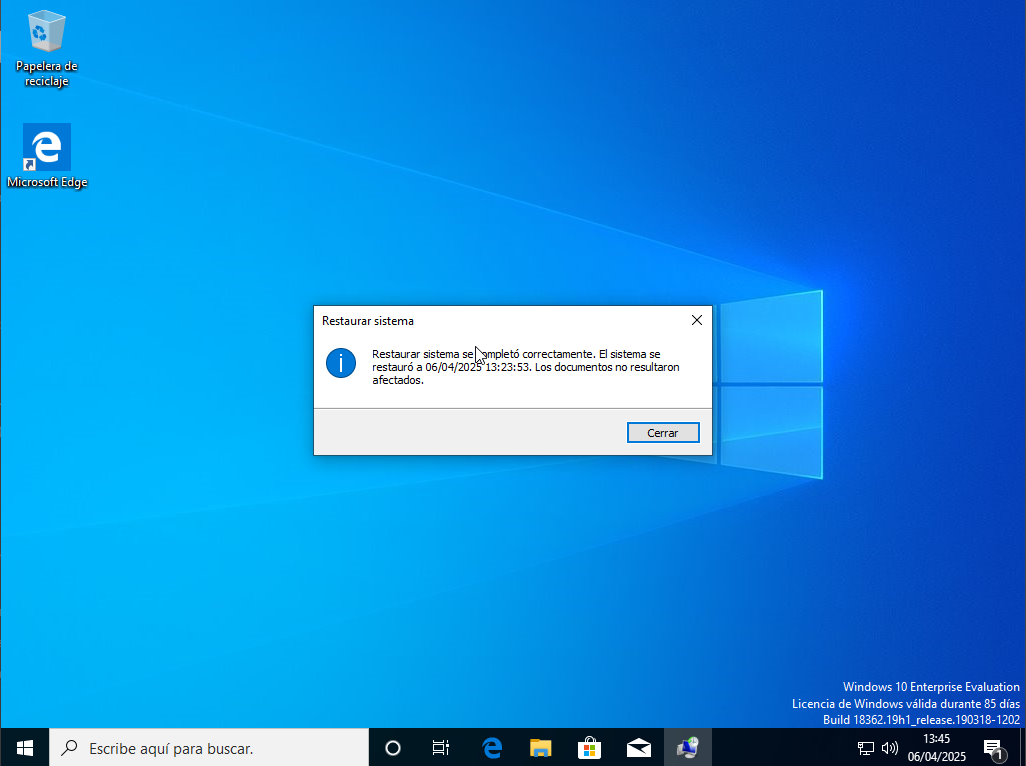 Papelera de
reciclaje
Microsoft Edge
Restaurar sistema
Restaurar sistema se completó correctamente. El sistema se
restauró a 06/04/2025 13:23:53. Los documentos no resultaron
afectados.
Cerrar
Windows 10 Enterprise Evaluation
Licencia de Windows válida durante 85 días
Build 18362.19h1_release.190318-1202
Escribe aquí para buscar.
13:45
06/04/2025
1